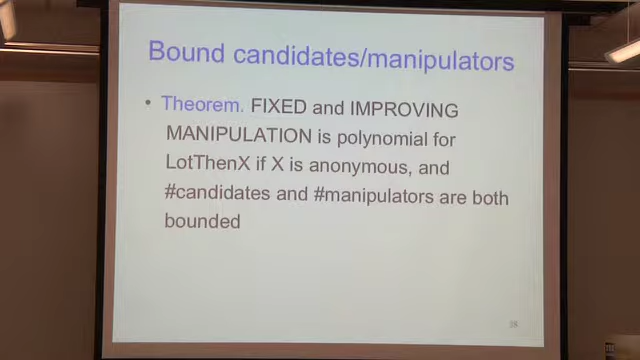 Bound candidates/manipulators
• Theorem. FIXED and IMPROVING
MANIPULATION is polynomial for
LotThenX if X is anonymous, and
#candidates and #manipulators are both
bounded